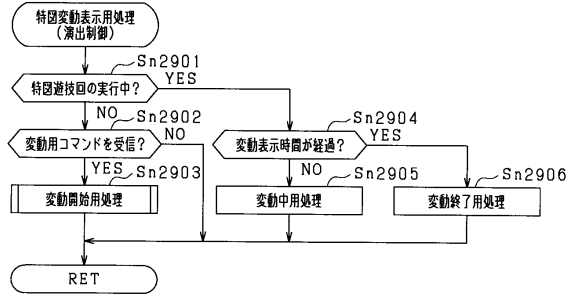 特図変動表示用処理
(演出制御)
Sn2901
特図遊技回の実行中?
YES
NO
Sn2902
変動用コマンドを受信?
NO
YES
Sn2903
変動開始用処理
Sn2904
変動表示時間が経過?
YES
NO
Sn2905
変動中用処理
Sn2906
変動終了用処理
RET